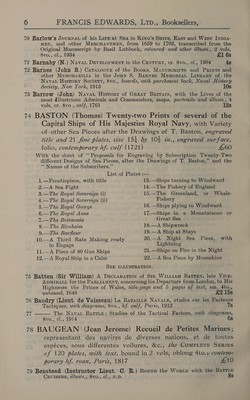 6 FRANCIS EDWARDS, LTD., Booksellers,
70 Barlow's JOURNAL of his LIFE AT SEA IN KING'S SHIPS, EAST AND WEST INDIA-
MEN, and other MERCHANTMEN, from 1659 to 1703, transcribed from the
Original Manuscript by Basil Lubbock, coloured and other illusts, 2 vols,
8vo., cl., 1934 £1 6s
71 Barnaby (K.) NAVAL DEVELOPMENT in the CENTURY, cr. 8vo., cl., 1904
72 Barnes (John S.) CATALOGUE of the BOOKS, MANUSCRIPTS and PRINTS and
other MEMORABILIA in the JOHN S. BARNES MEMORIAL LIBRARY of the
NAVAL HISTORY SOCIETY, 8vo., boards, with parchment back, Naval History
Society, New York, 1915 10s
73 Barrow (John) NAVAL HISTORY of GREAT BRITAIN, with the Lives of the
most Illustrious Admirals and Commanders, maps, portraits and illusts, 4
vols, cr. 8vo., calf, 1763 12s
74 BASTON (Thomas) Twenty-two Prints of several of the
Capital Ships of His Majesties Royal Navy, with Variety
of other Sea Pieces after the Drawings of T. Baston, engraved
title and 21 fine plates, size 15¾ by 10½ in., engraved surface,
folio, contemporary hf. calf (1721) £60
With the sheet of "Proposals for Engraving by Subscription Twenty Two
different Designs of Sea Pieces, after the Drawings of T. Baston," and the
"Names of the Subscribers."
List of Plates:—
1.—Frontispiece, with title
2.—A Sea Fight
3.—The Royal Sovereign (i)
4.—The Royal Sovereign (ii)
5.—The Royal George
6.—The Royal Anne
7.—The Britannia
8.—The Blenheim
9.—The Barfleur
10.—A Third Rate Making ready
to Engage
11.—A Piece of Four Ships
12.—A Royal Ship in a Calm
13.—Ships turning to Windward
14.—The Fishery of England
15.—The Greenland, or Whale-
Fishery
16.—Ships plying to Windward
17.—Ships in a Mountainous or
Great Sea
18.—A Shipwreck
19.—A Ship at Stays
20.—A Night Sea Piece, with
Lightning
21.—Ships on Fire in the Night
22.—A Sea Piece by Moonshine
SEE ILLUSTRATION.
75 Batten (Sir William) A DECLARATION of SIR WILLIAM BATTEN, late VICE-
ADMIRALL for the PARLIAMENT, concerning his Departure from London, to His
Highnesse the Prince of Wales, title-page and 5 pages of text, sm. 4to.,
unbound, 1648 £2 12s
76 Baudry (Lieut. de Vaisseau) LA BATAILLE NAVALE, études sur les Facteurs
Tactiques, with diagrams, 8vo., hf. calf, Paris, 1912 7s
77 —— THE NAVAL BATTLE: Studies of the Tactical Factors, with diagrams,
8vo., cl., 1914 6s
78 BAUGEAN (Jean Jerome) Recueil de Petites Marines;
representant des navires de diverses nations, et de toutes
espèces, sous differentes voilures, &c., the COMPLETE SERIES
of 120 plates, with text, bound in 2 vols, oblong 4to., contem-
porary hf. roan, Paris, 1817 £10
79 Benstead (Instructor Lieut. C. R.) ROUND the WORLD with the BATTLE
CRUISERS, illusts., 8vo., cl., N.D. 8s